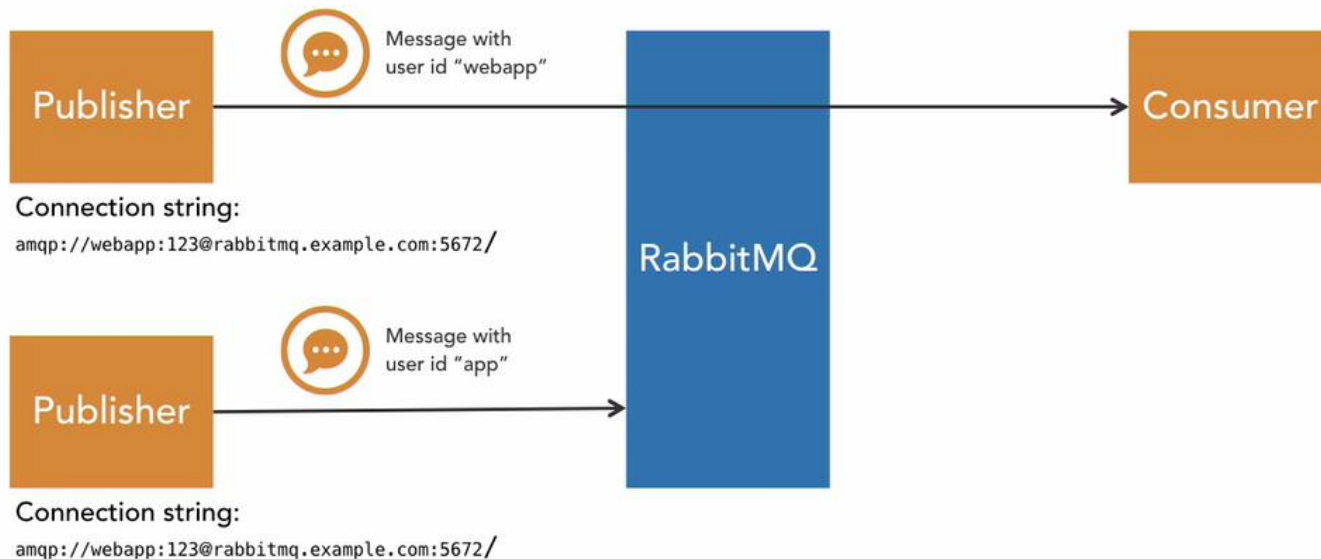 Message with
user id “webapp”
Publisher
Consumer
Connection string:
amqp://webapp:123@rabbitmq.example.com:5672/
RabbitMQ
Message with
user id “app”
Publisher
Connection string:
amqp://webapp:123@rabbitmq.example.com:5672/